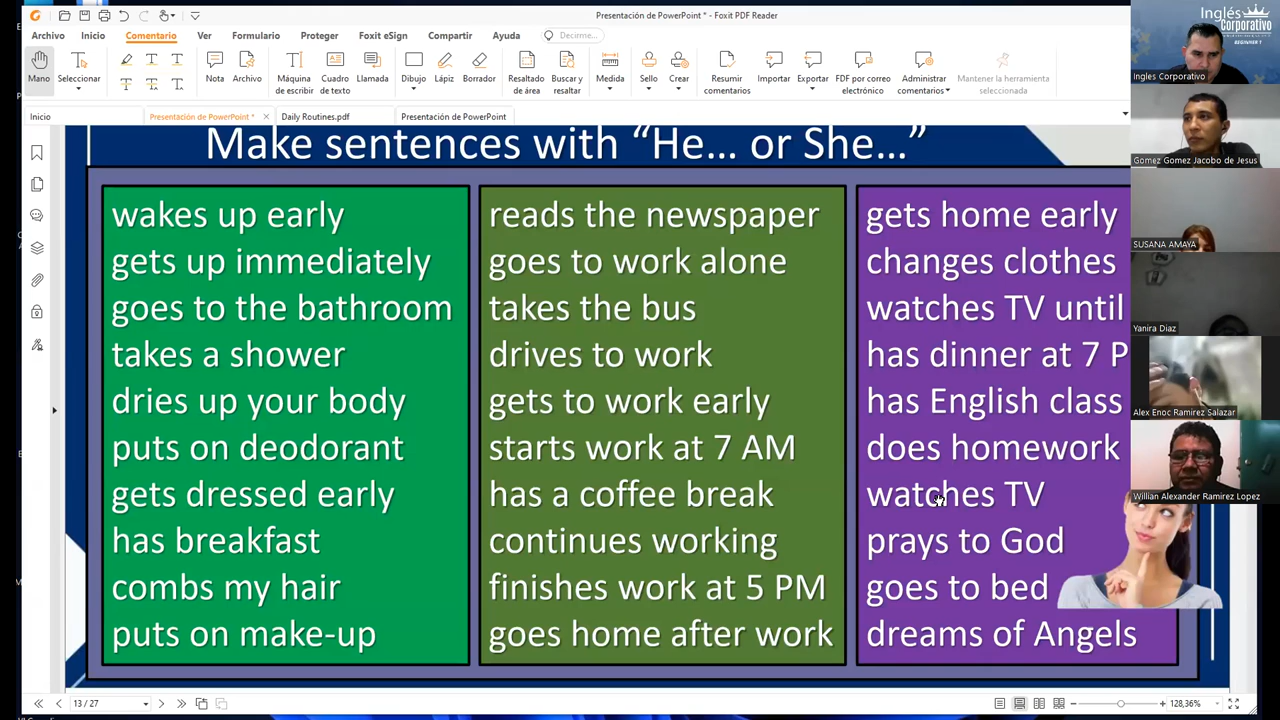 Presentación de PowerPoint * - Foxit PDF Reader
Archivo Inicio Comentario Ver Formulario Proteger Foxit eSign Compartir Ayuda Decirme...
Mano Seleccionar Nota Archivo Máquina de escribir Cuadro de texto Llamada Dibujo Lápiz Borrador Resaltado de área Buscar y resaltar Medida Sello Crear Resumir comentarios Importar Exportar FDF por correo electrónico Administrar comentarios Mantener la herramienta seleccionada
Inicio Presentación de PowerPoint * Daily Routines.pdf Presentación de PowerPoint
Make sentences with “He... or She...”
wakes up early
gets up immediately
goes to the bathroom
takes a shower
dries up your body
puts on deodorant
gets dressed early
has breakfast
combs my hair
puts on make-up
reads the newspaper
goes to work alone
takes the bus
drives to work
gets to work early
starts work at 7 AM
has a coffee break
continues working
finishes work at 5 PM
goes home after work
gets home early
changes clothes
watches TV until
has dinner at 7 P
has English class
does homework
watches TV
prays to God
goes to bed
dreams of Angels
Inglés
Corporativo
BEGINNER 1
Ingles Corporativo
Gomez Gomez Jacobo de Jesus
SUSANA AMAYA
Yanira Diaz
Alex Enoc Ramirez Salazar
Willian Alexander Ramirez Lopez
13 / 27
128,36%